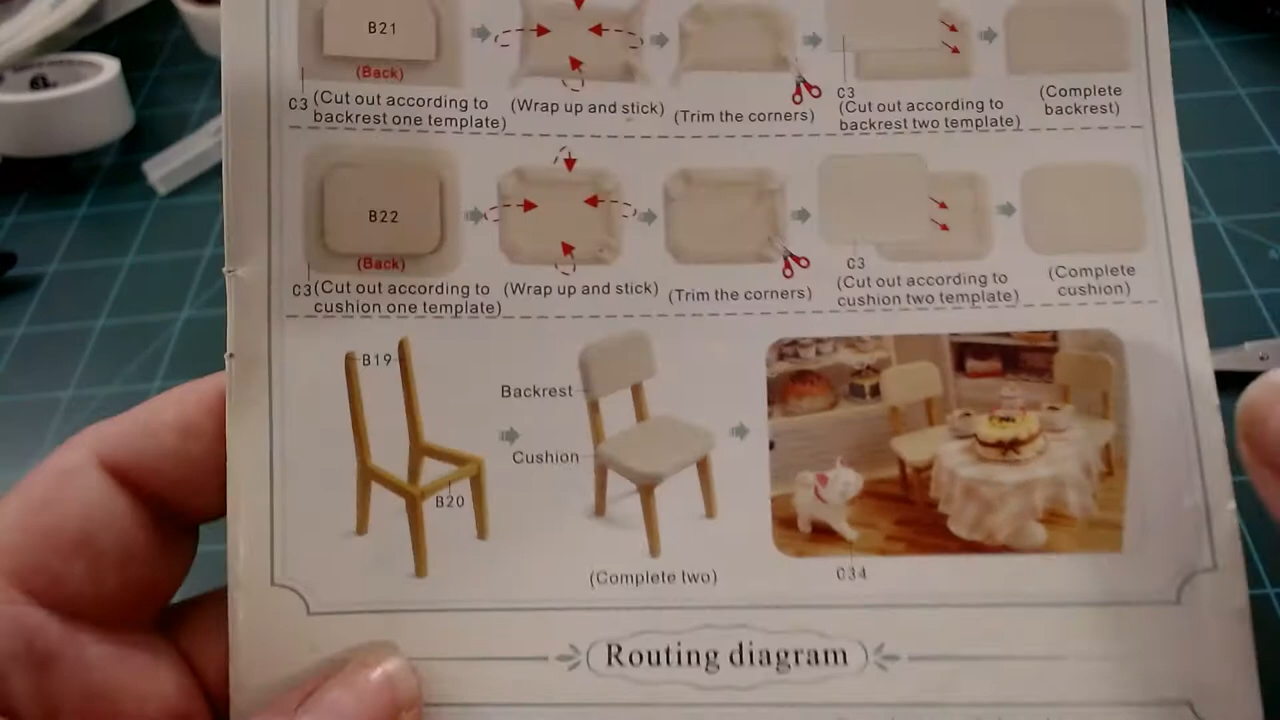 B21
(Back)
C3 (Cut out according to
backrest one template)
(Wrap up and stick)
(Trim the corners)
C3
(Cut out according to
backrest two template)
(Complete
backrest)
B22
(Back)
C3 (Cut out according to
cushion one template)
(Wrap up and stick)
(Trim the corners)
C3
(Cut out according to
cushion two template)
(Complete
cushion)
B19
B20
Backrest
Cushion
(Complete two)
C34
Routing diagram